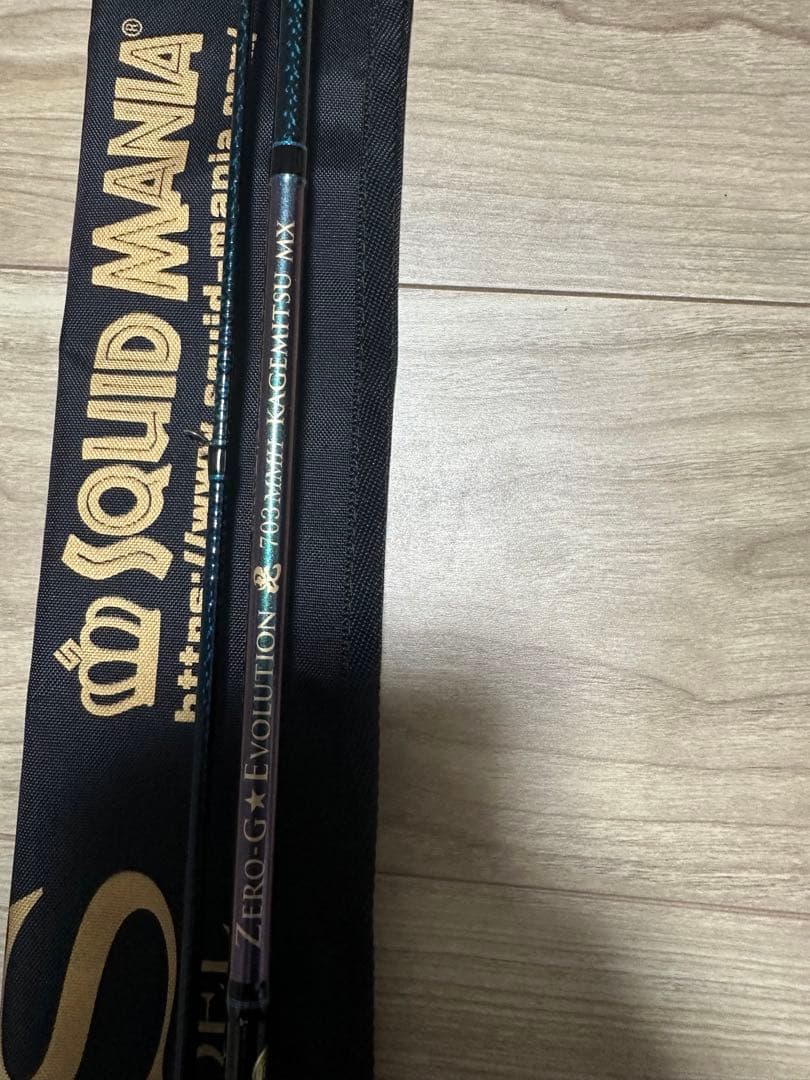 SQUID MANIA®
https://www.squid-mania.com/
ZERO-G★EVOLUTION 703MMH KAGEMITSU MX
S